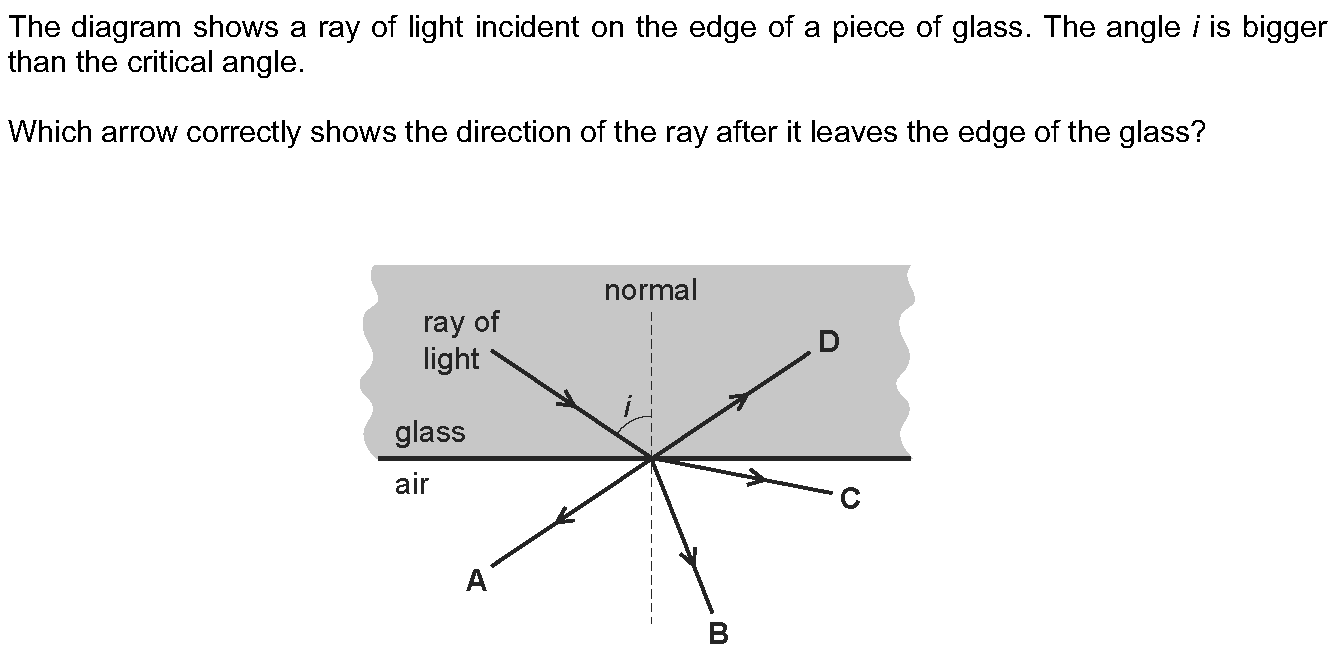 The diagram shows a ray of light incident on the edge of a piece of glass. The angle i is bigger
than the critical angle.
Which arrow correctly shows the direction of the ray after it leaves the edge of the glass?
normal
ray of
light
D
i
glass
air
C
A
B